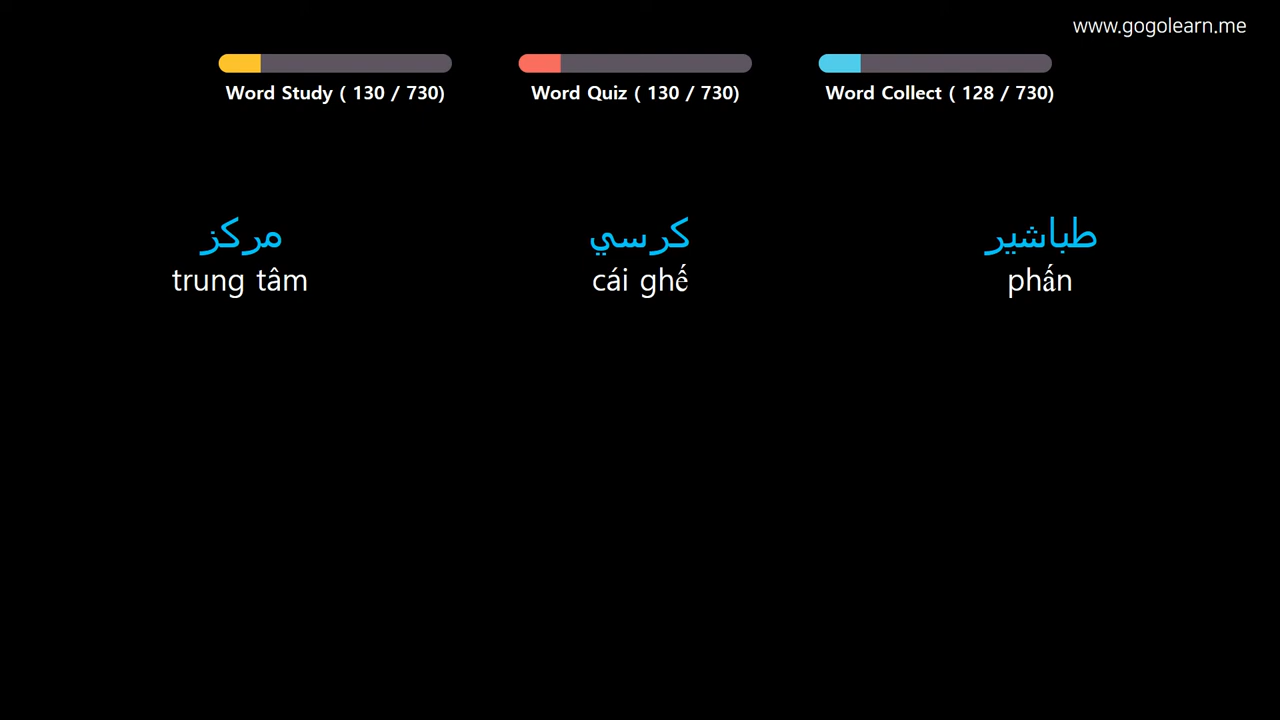 www.gogolearn.me
Word Study ( 130 / 730)
Word Quiz ( 130 / 730)
Word Collect ( 128 / 730)
مركز
trung tâm
كرسي
cái ghế
طباشير
phấn